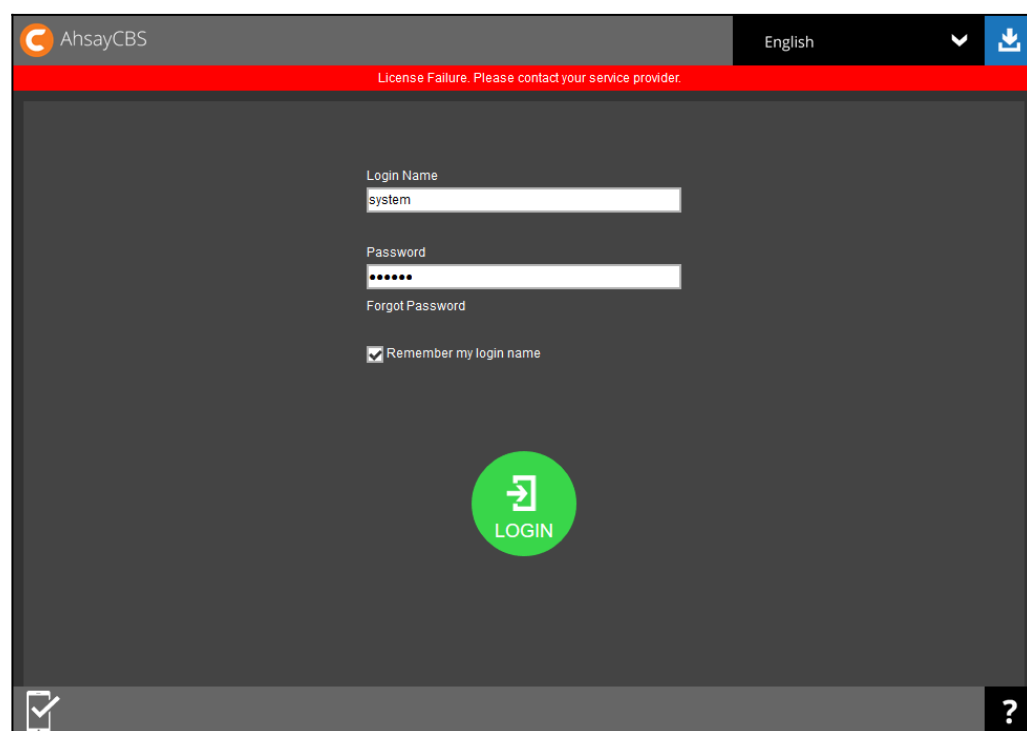 AhsayCBS
English
License Failure. Please contact your service provider.
Login Name
system
Password
••••••
Forgot Password
Remember my login name
LOGIN
?